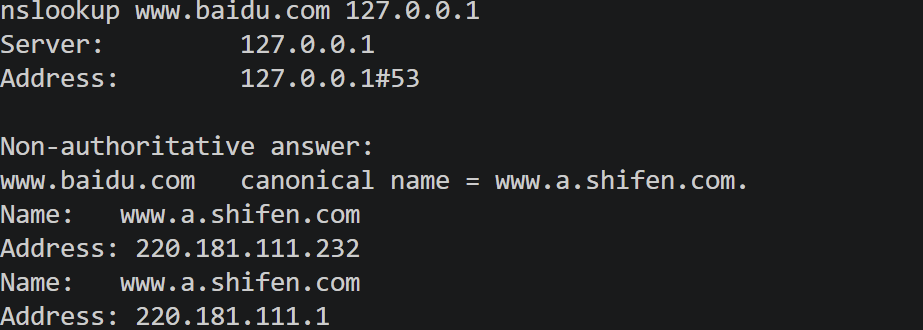 nslookup www.baidu.com 127.0.0.1
Server:		127.0.0.1
Address:	127.0.0.1#53

Non-authoritative answer:
www.baidu.com	canonical name = www.a.shifen.com.
Name:	www.a.shifen.com
Address: 220.181.111.232
Name:	www.a.shifen.com
Address: 220.181.111.1